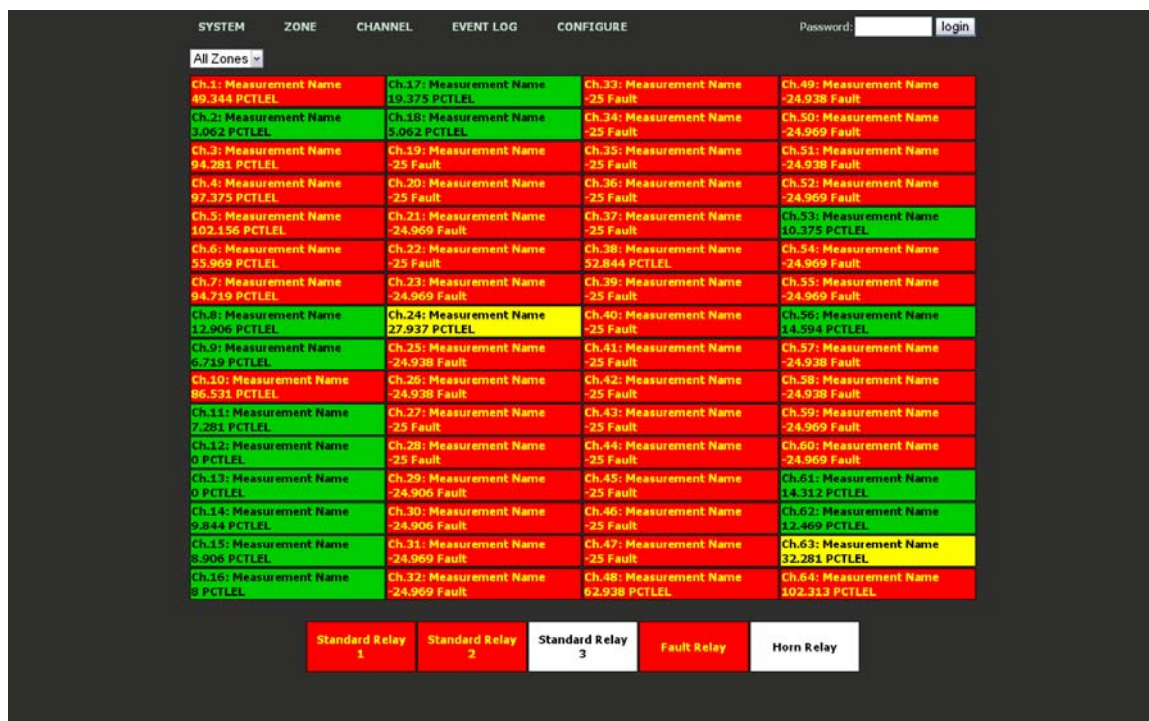 SYSTEM ZONE CHANNEL EVENT LOG CONFIGURE Password: login
All Zones
Ch.1: Measurement Name
49.344 PCTLEL
Ch.2: Measurement Name
3.062 PCTLEL
Ch.3: Measurement Name
94.281 PCTLEL
Ch.4: Measurement Name
97.375 PCTLEL
Ch.5: Measurement Name
102.156 PCTLEL
Ch.6: Measurement Name
55.969 PCTLEL
Ch.7: Measurement Name
94.719 PCTLEL
Ch.8: Measurement Name
12.906 PCTLEL
Ch.9: Measurement Name
6.719 PCTLEL
Ch.10: Measurement Name
86.531 PCTLEL
Ch.11: Measurement Name
7.281 PCTLEL
Ch.12: Measurement Name
0 PCTLEL
Ch.13: Measurement Name
0 PCTLEL
Ch.14: Measurement Name
9.844 PCTLEL
Ch.15: Measurement Name
8.906 PCTLEL
Ch.16: Measurement Name
8 PCTLEL
Ch.17: Measurement Name
19.375 PCTLEL
Ch.18: Measurement Name
5.062 PCTLEL
Ch.19: Measurement Name
-25 Fault
Ch.20: Measurement Name
-25 Fault
Ch.21: Measurement Name
-24.969 Fault
Ch.22: Measurement Name
-25 Fault
Ch.23: Measurement Name
-24.969 Fault
Ch.24: Measurement Name
27.937 PCTLEL
Ch.25: Measurement Name
-24.938 Fault
Ch.26: Measurement Name
-24.938 Fault
Ch.27: Measurement Name
-25 Fault
Ch.28: Measurement Name
-25 Fault
Ch.29: Measurement Name
-24.906 Fault
Ch.30: Measurement Name
-24.906 Fault
Ch.31: Measurement Name
-24.969 Fault
Ch.32: Measurement Name
-24.969 Fault
Ch.33: Measurement Name
-25 Fault
Ch.34: Measurement Name
-25 Fault
Ch.35: Measurement Name
-25 Fault
Ch.36: Measurement Name
-25 Fault
Ch.37: Measurement Name
-25 Fault
Ch.38: Measurement Name
52.844 PCTLEL
Ch.39: Measurement Name
-25 Fault
Ch.40: Measurement Name
-25 Fault
Ch.41: Measurement Name
-25 Fault
Ch.42: Measurement Name
-25 Fault
Ch.43: Measurement Name
-25 Fault
Ch.44: Measurement Name
-25 Fault
Ch.45: Measurement Name
-25 Fault
Ch.46: Measurement Name
-25 Fault
Ch.47: Measurement Name
-25 Fault
Ch.48: Measurement Name
62.938 PCTLEL
Ch.49: Measurement Name
-24.938 Fault
Ch.50: Measurement Name
-24.969 Fault
Ch.51: Measurement Name
-24.938 Fault
Ch.52: Measurement Name
-24.969 Fault
Ch.53: Measurement Name
10.375 PCTLEL
Ch.54: Measurement Name
-24.969 Fault
Ch.55: Measurement Name
-24.969 Fault
Ch.56: Measurement Name
14.594 PCTLEL
Ch.57: Measurement Name
-24.938 Fault
Ch.58: Measurement Name
-24.938 Fault
Ch.59: Measurement Name
-24.969 Fault
Ch.60: Measurement Name
-24.969 Fault
Ch.61: Measurement Name
14.312 PCTLEL
Ch.62: Measurement Name
12.469 PCTLEL
Ch.63: Measurement Name
32.281 PCTLEL
Ch.64: Measurement Name
102.313 PCTLEL
Standard Relay
1
Standard Relay
2
Standard Relay
3
Fault Relay
Horn Relay